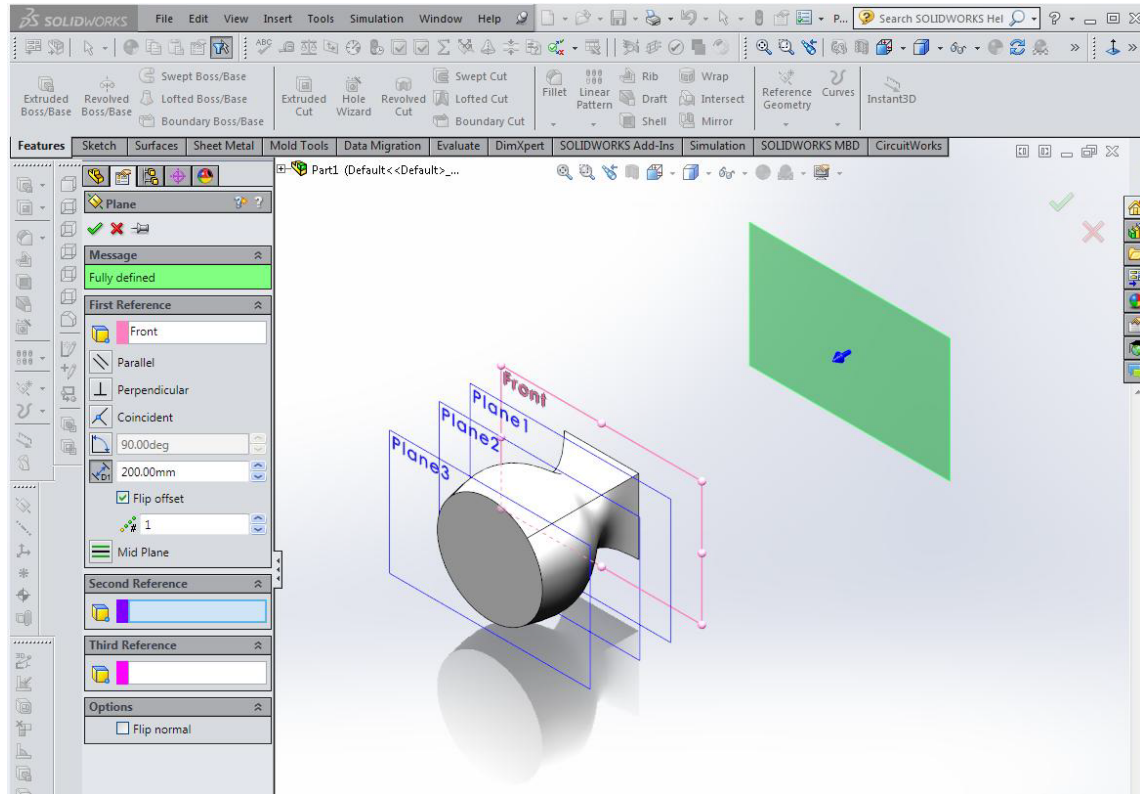 SOLIDWORKS File Edit View Insert Tools Simulation Window Help P... Search SOLIDWORKS Hel
Extruded Boss/Base
Revolved Boss/Base
Swept Boss/Base
Lofted Boss/Base
Boundary Boss/Base
Extruded Cut
Hole Wizard
Revolved Cut
Swept Cut
Lofted Cut
Boundary Cut
Fillet
Linear Pattern
Rib
Draft
Shell
Wrap
Intersect
Mirror
Reference Geometry
Curves
Instant3D
Features Sketch Surfaces Sheet Metal Mold Tools Data Migration Evaluate DimXpert SOLIDWORKS Add-Ins Simulation SOLIDWORKS MBD CircuitWorks
Part1 (Default<<Default>_...
Plane
Message
Fully defined
First Reference
Front
Parallel
Perpendicular
Coincident
90.00deg
200.00mm
Flip offset
1
Mid Plane
Second Reference
Third Reference
Options
Flip normal
Front
Plane1
Plane2
Plane3